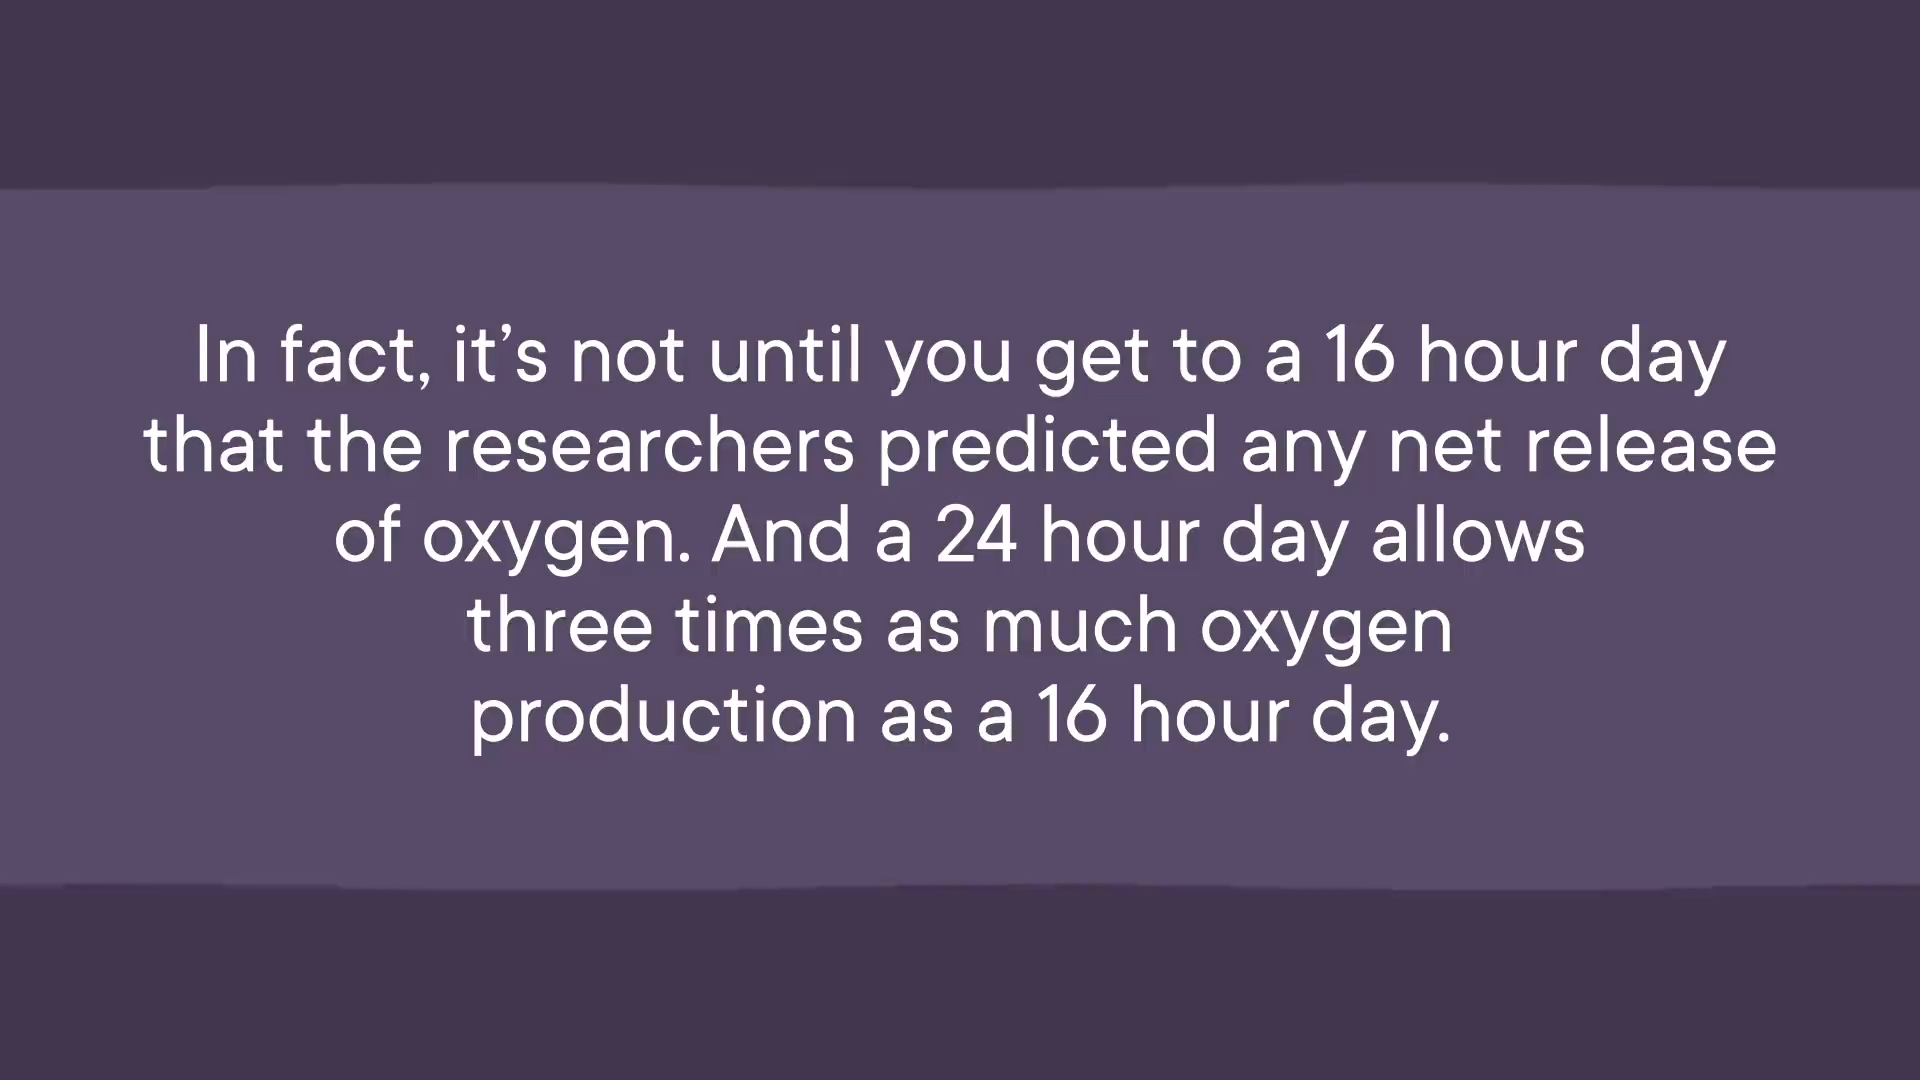 In fact, it’s not until you get to a 16 hour day
that the researchers predicted any net release
of oxygen. And a 24 hour day allows
three times as much oxygen
production as a 16 hour day.